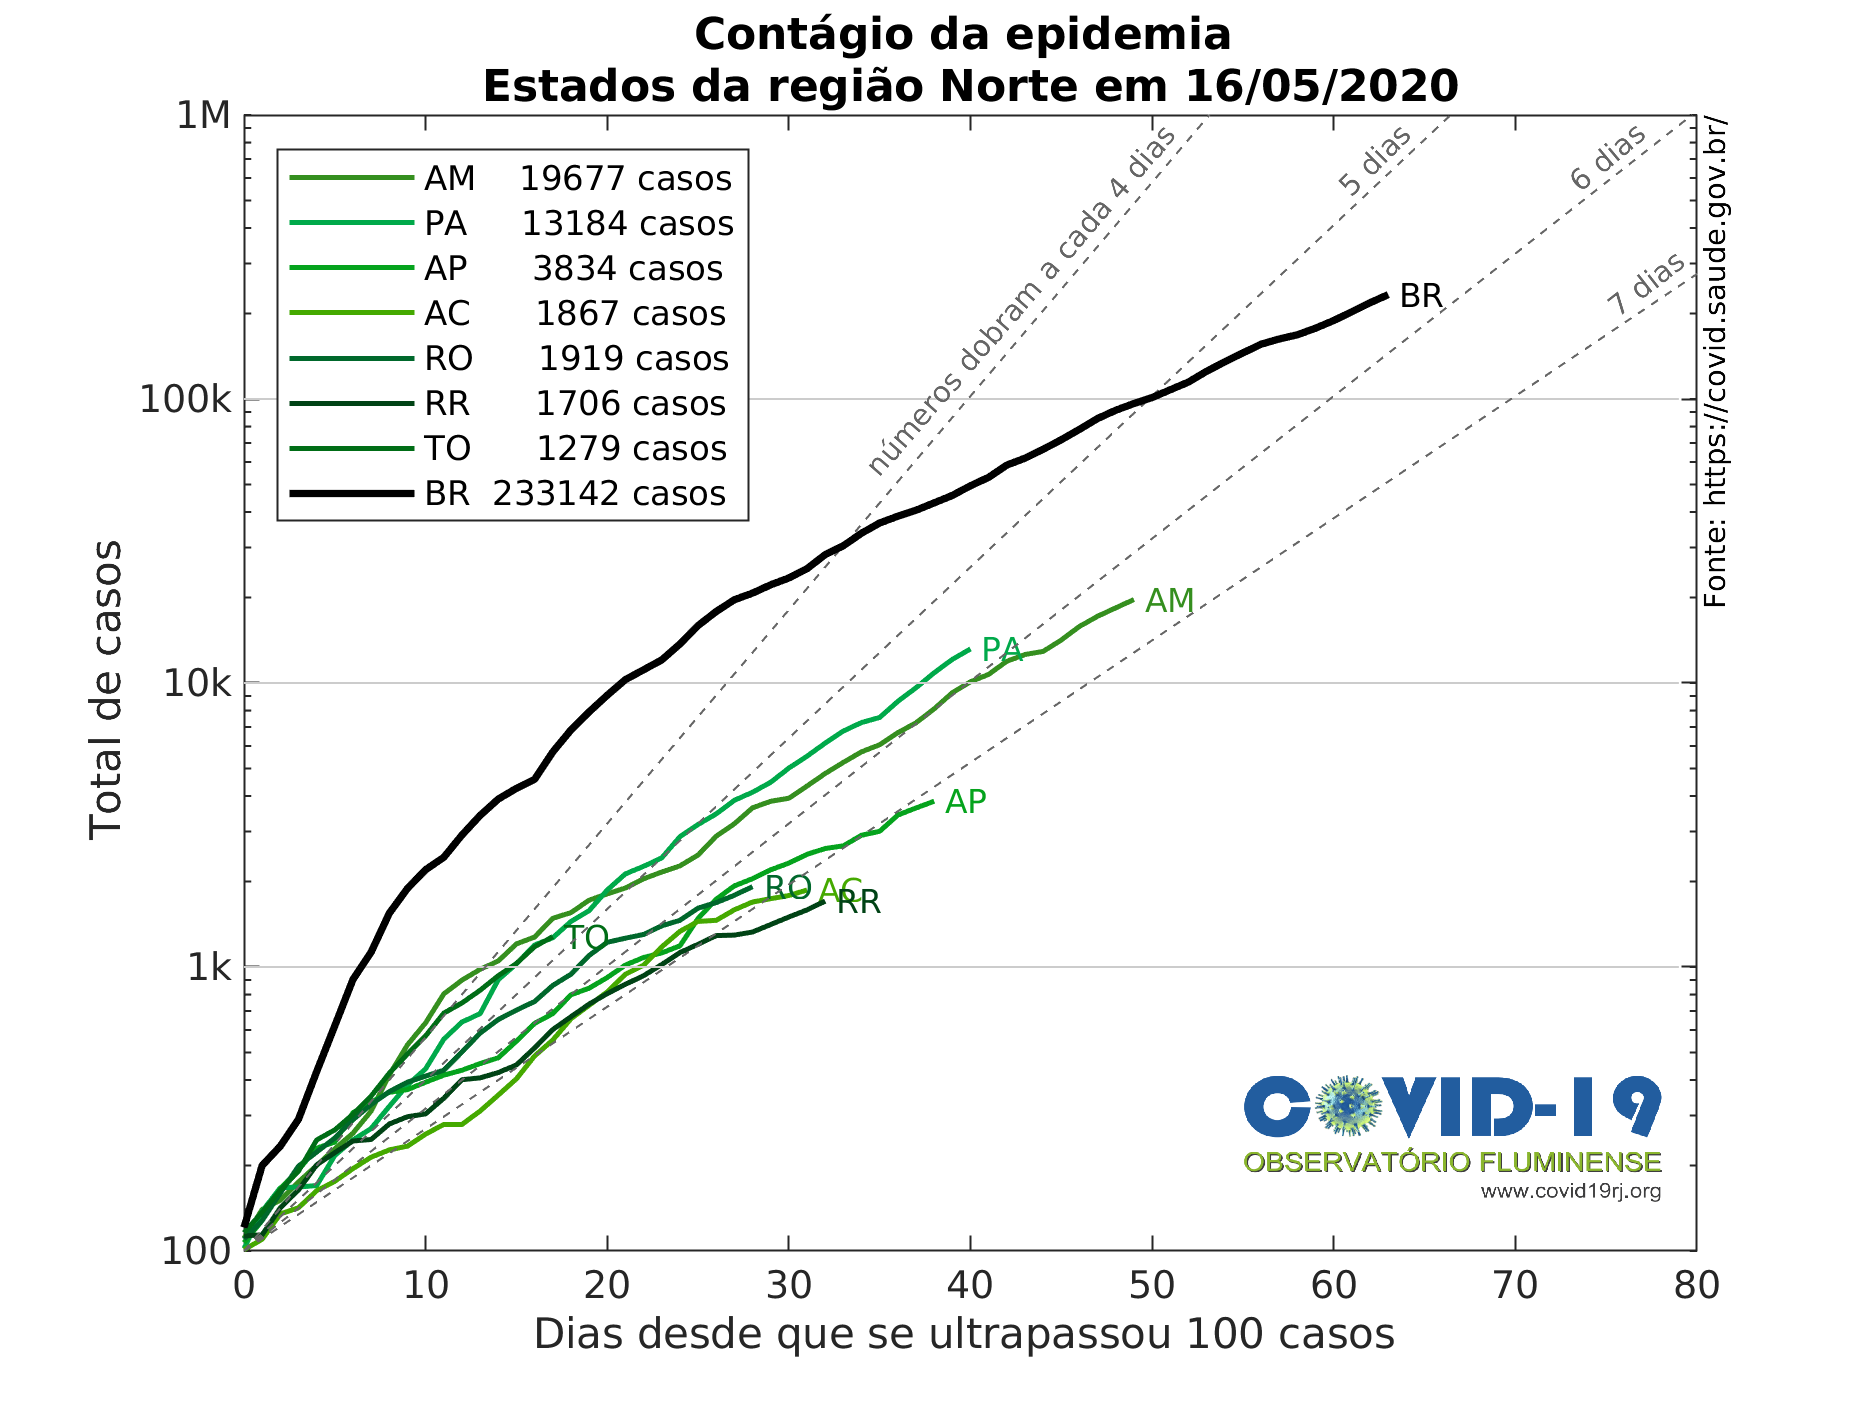 Contágio da epidemia
Estados da região Norte em 16/05/2020
1M
100k
10k
1k
100
Total de casos
AM 19677 casos
PA 13184 casos
AP 3834 casos
AC 1867 casos
RO 1919 casos
RR 1706 casos
TO 1279 casos
BR 233142 casos
números dobram a cada 4 dias
5 dias
6 dias
7 dias
BR
AM
PA
AP
RO
AC
RR
TO
Fonte: https://covid.saude.gov.br/
COVID-19
OBSERVATÓRIO FLUMINENSE
www.covid19rj.org
0 10 20 30 40 50 60 70 80
Dias desde que se ultrapassou 100 casos